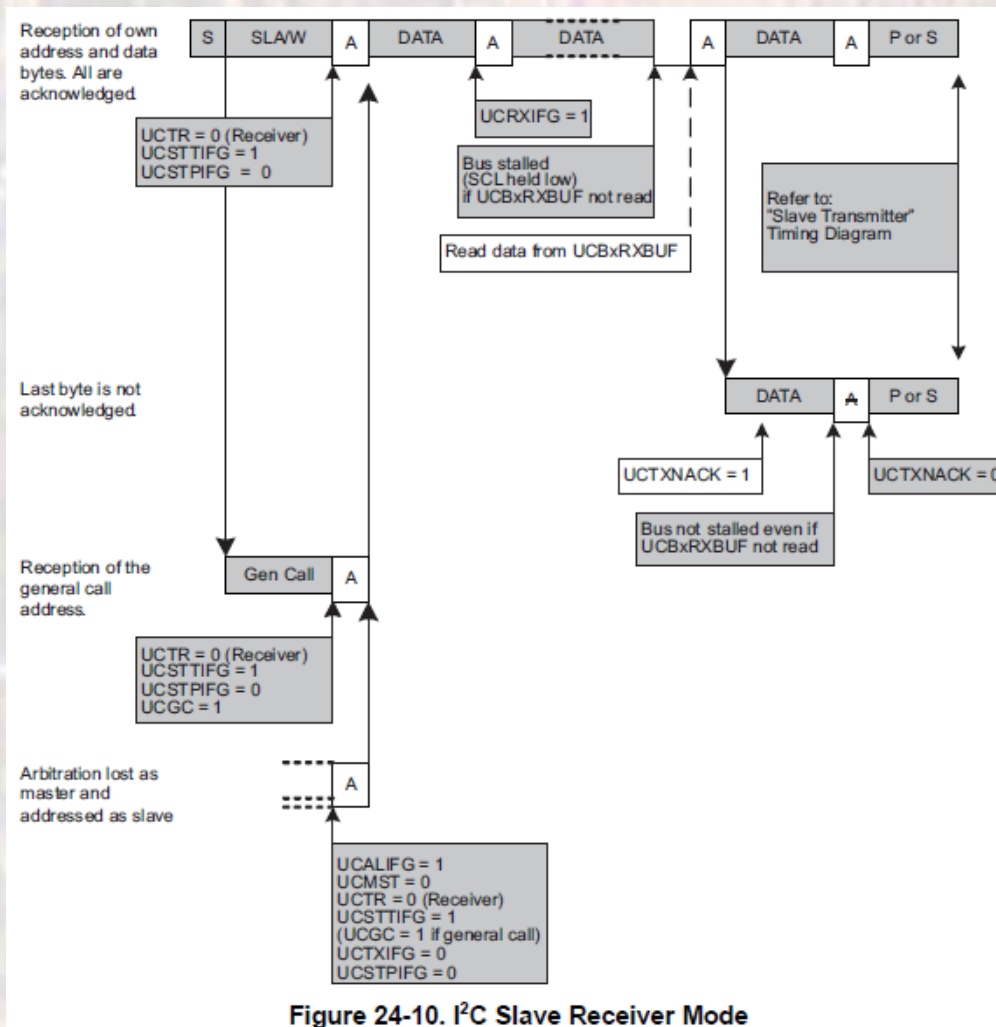 Reception of own
address and data
bytes. All are
acknowledged.
S SLA/W A DATA A DATA A DATA A P or S
UCTR = 0 (Receiver)
UCSTTIFG = 1
UCSTPIFG = 0
UCRXIFG = 1
Bus stalled
(SCL held low)
if UCBxRXBUF not read
Read data from UCBxRXBUF
Refer to:
"Slave Transmitter"
Timing Diagram
Last byte is not
acknowledged.
DATA A P or S
UCTXNACK = 1
UCTXNACK = 0
Bus not stalled even if
UCBxRXBUF not read
Reception of the
general call
address.
Gen Call A
UCTR = 0 (Receiver)
UCSTTIFG = 1
UCSTPIFG = 0
UCGC = 1
Arbitration lost as
master and
addressed as slave
A
UCALIFG = 1
UCMST = 0
UCTR = 0 (Receiver)
UCSTTIFG = 1
(UCGC = 1 if general call)
UCTXIFG = 0
UCSTPIFG = 0
Figure 24-10. I²C Slave Receiver Mode